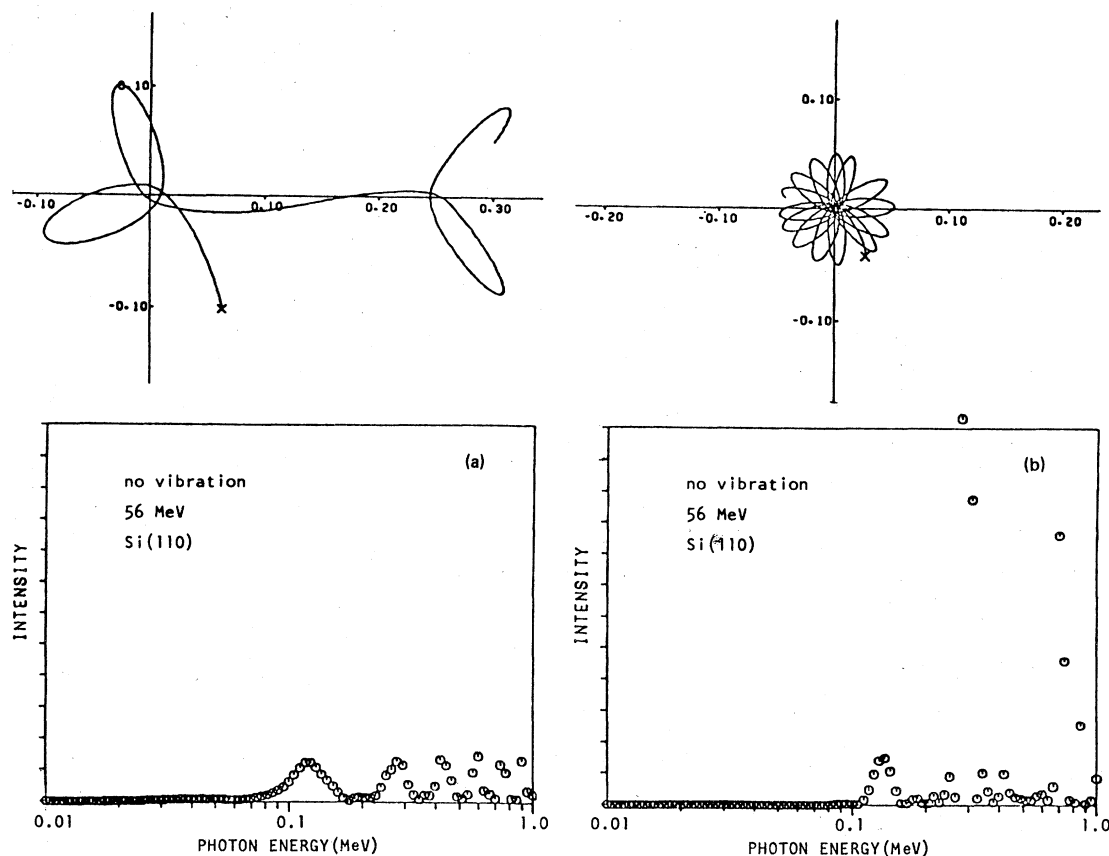 0.10
-0.10
0.10
0.20
0.30
-0.10
0.10
-0.20
-0.10
0.10
0.20
-0.10
(a)
no vibration
56 MeV
Si(110)
INTENSITY
0.01
0.1
1.0
PHOTON ENERGY(MeV)
(b)
no vibration
56 MeV
Si(110)
INTENSITY
0.01
0.1
1.0
PHOTON ENERGY(MeV)